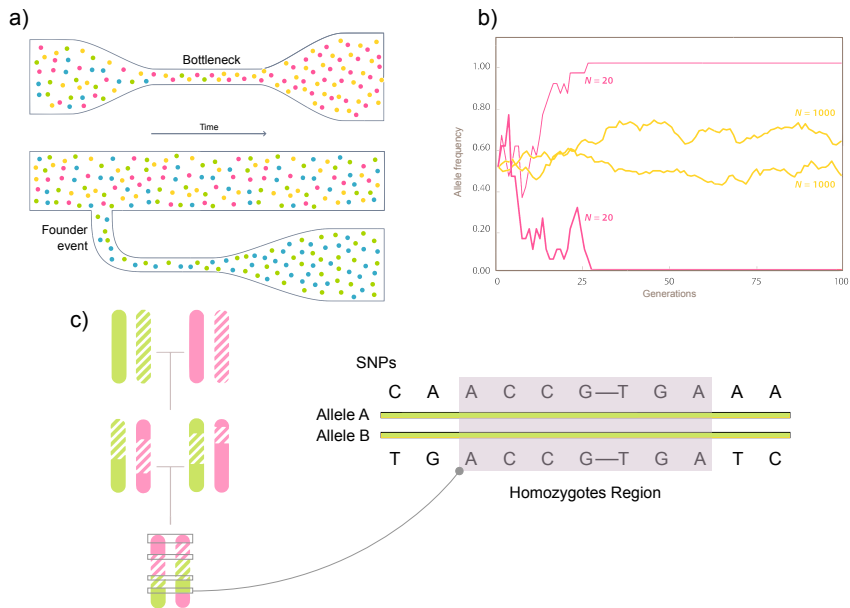 a)
Bottleneck
Time
Founder
event
b)
Allele frequency
1.00
0.80
0.60
0.40
0.20
0.00
N = 20
N = 1000
N = 1000
N = 20
0
25
50
75
100
Generations
c)
SNPs
C A A C C G—T G A A A
Allele A
Allele B
T G A C C G—T G A T C
Homozygotes Region